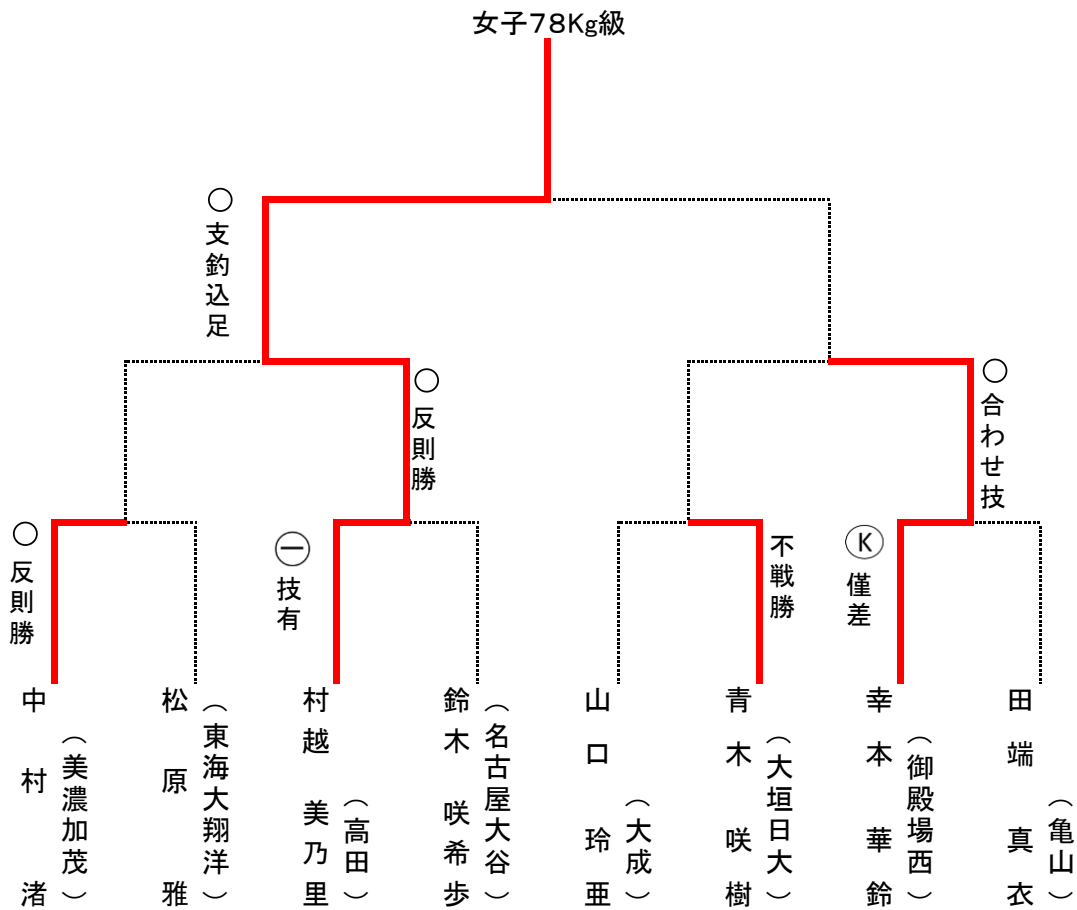 女子78Kg級
○支釣込足
○反則勝
○合わせ技
○反則勝
㊀技有
不戦勝
Ⓚ僅差
中村 渚
(美濃加茂)
松原 雅
(東海大翔洋)
村越 美乃里
(高田)
鈴木 咲希歩
(名古屋大谷)
山口 玲亜
(大成)
青木 咲樹
(大垣日大)
幸本 華鈴
(御殿場西)
田端 真衣
(亀山)